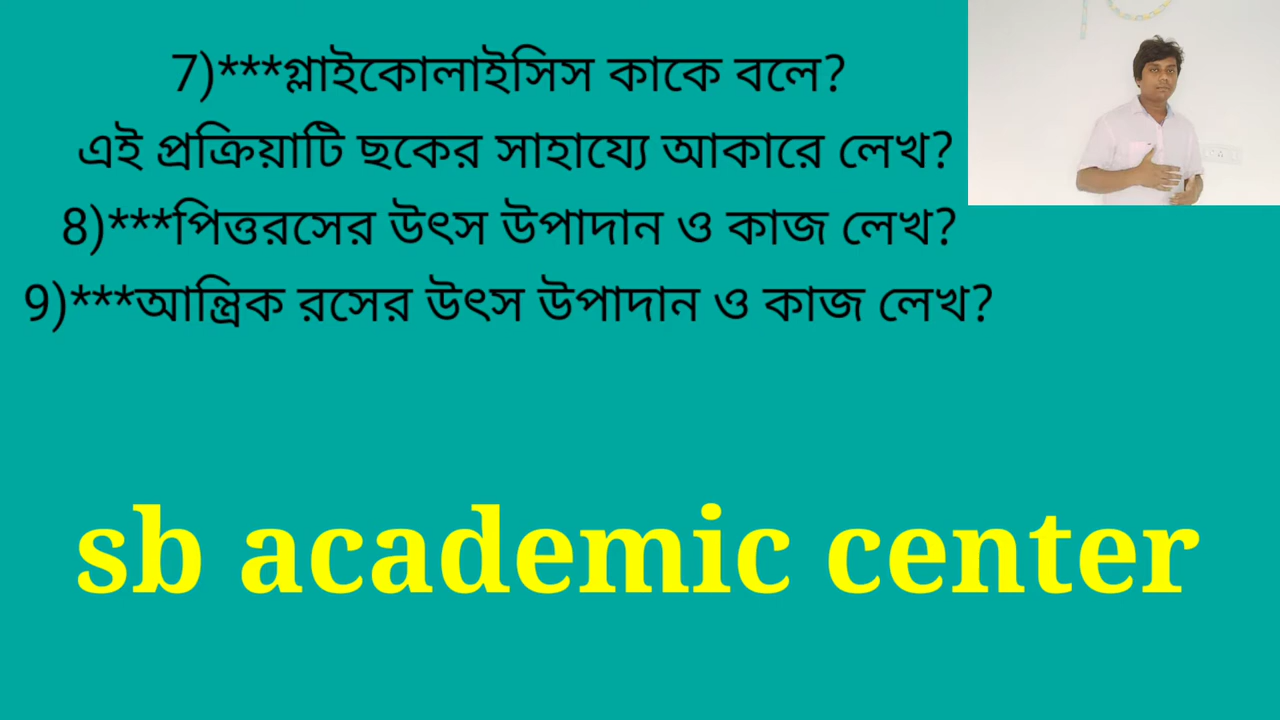 7)***গ্লাইকোলাইসিস কাকে বলে?
এই প্রক্রিয়াটি ছকের সাহায্যে আকারে লেখ?
8)***পিত্তরসের উৎস উপাদান ও কাজ লেখ?
9)***আন্ত্রিক রসের উৎস উপাদান ও কাজ লেখ?
sb academic center